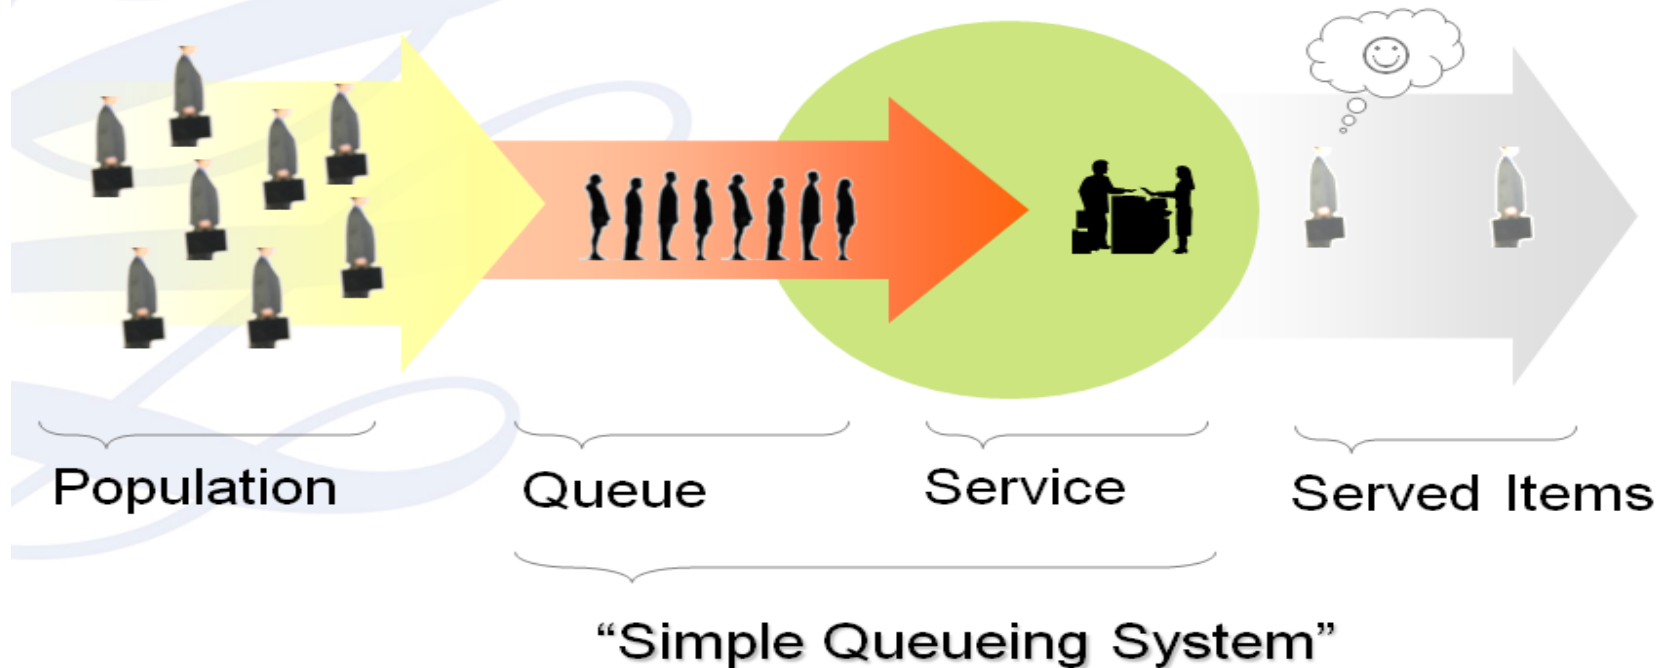 Population
Queue
Service
Served Items
“Simple Queueing System”